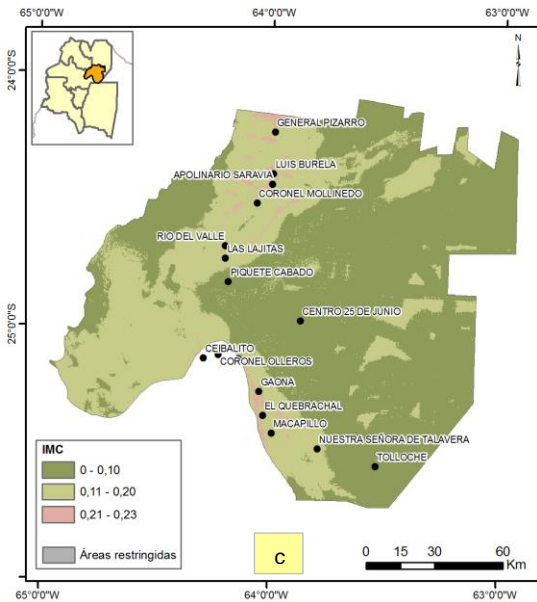 65°0'0"W 64°0'0"W 63°0'0"W
N
24°0'0"S
GENERAL PIZARRO
LUIS BURELA
APOLINARIO SARAVIA
CORONEL MOLLINEDO
RIO DEL VALLE
LAS LAJITAS
PIQUETE CABADO
CENTRO 25 DE JUNIO
25°0'0"S
CEIBALITO
CORONEL OLLEROS
GAONA
EL QUEBRACHAL
MACAPILLO
NUESTRA SEÑORA DE TALAVERA
TOLLOCHE
IMC
0 - 0,10
0,11 - 0,20
0,21 - 0,23
Áreas restringidas
C
0 15 30 60
Km
65°0'0"W 64°0'0"W 63°0'0"W